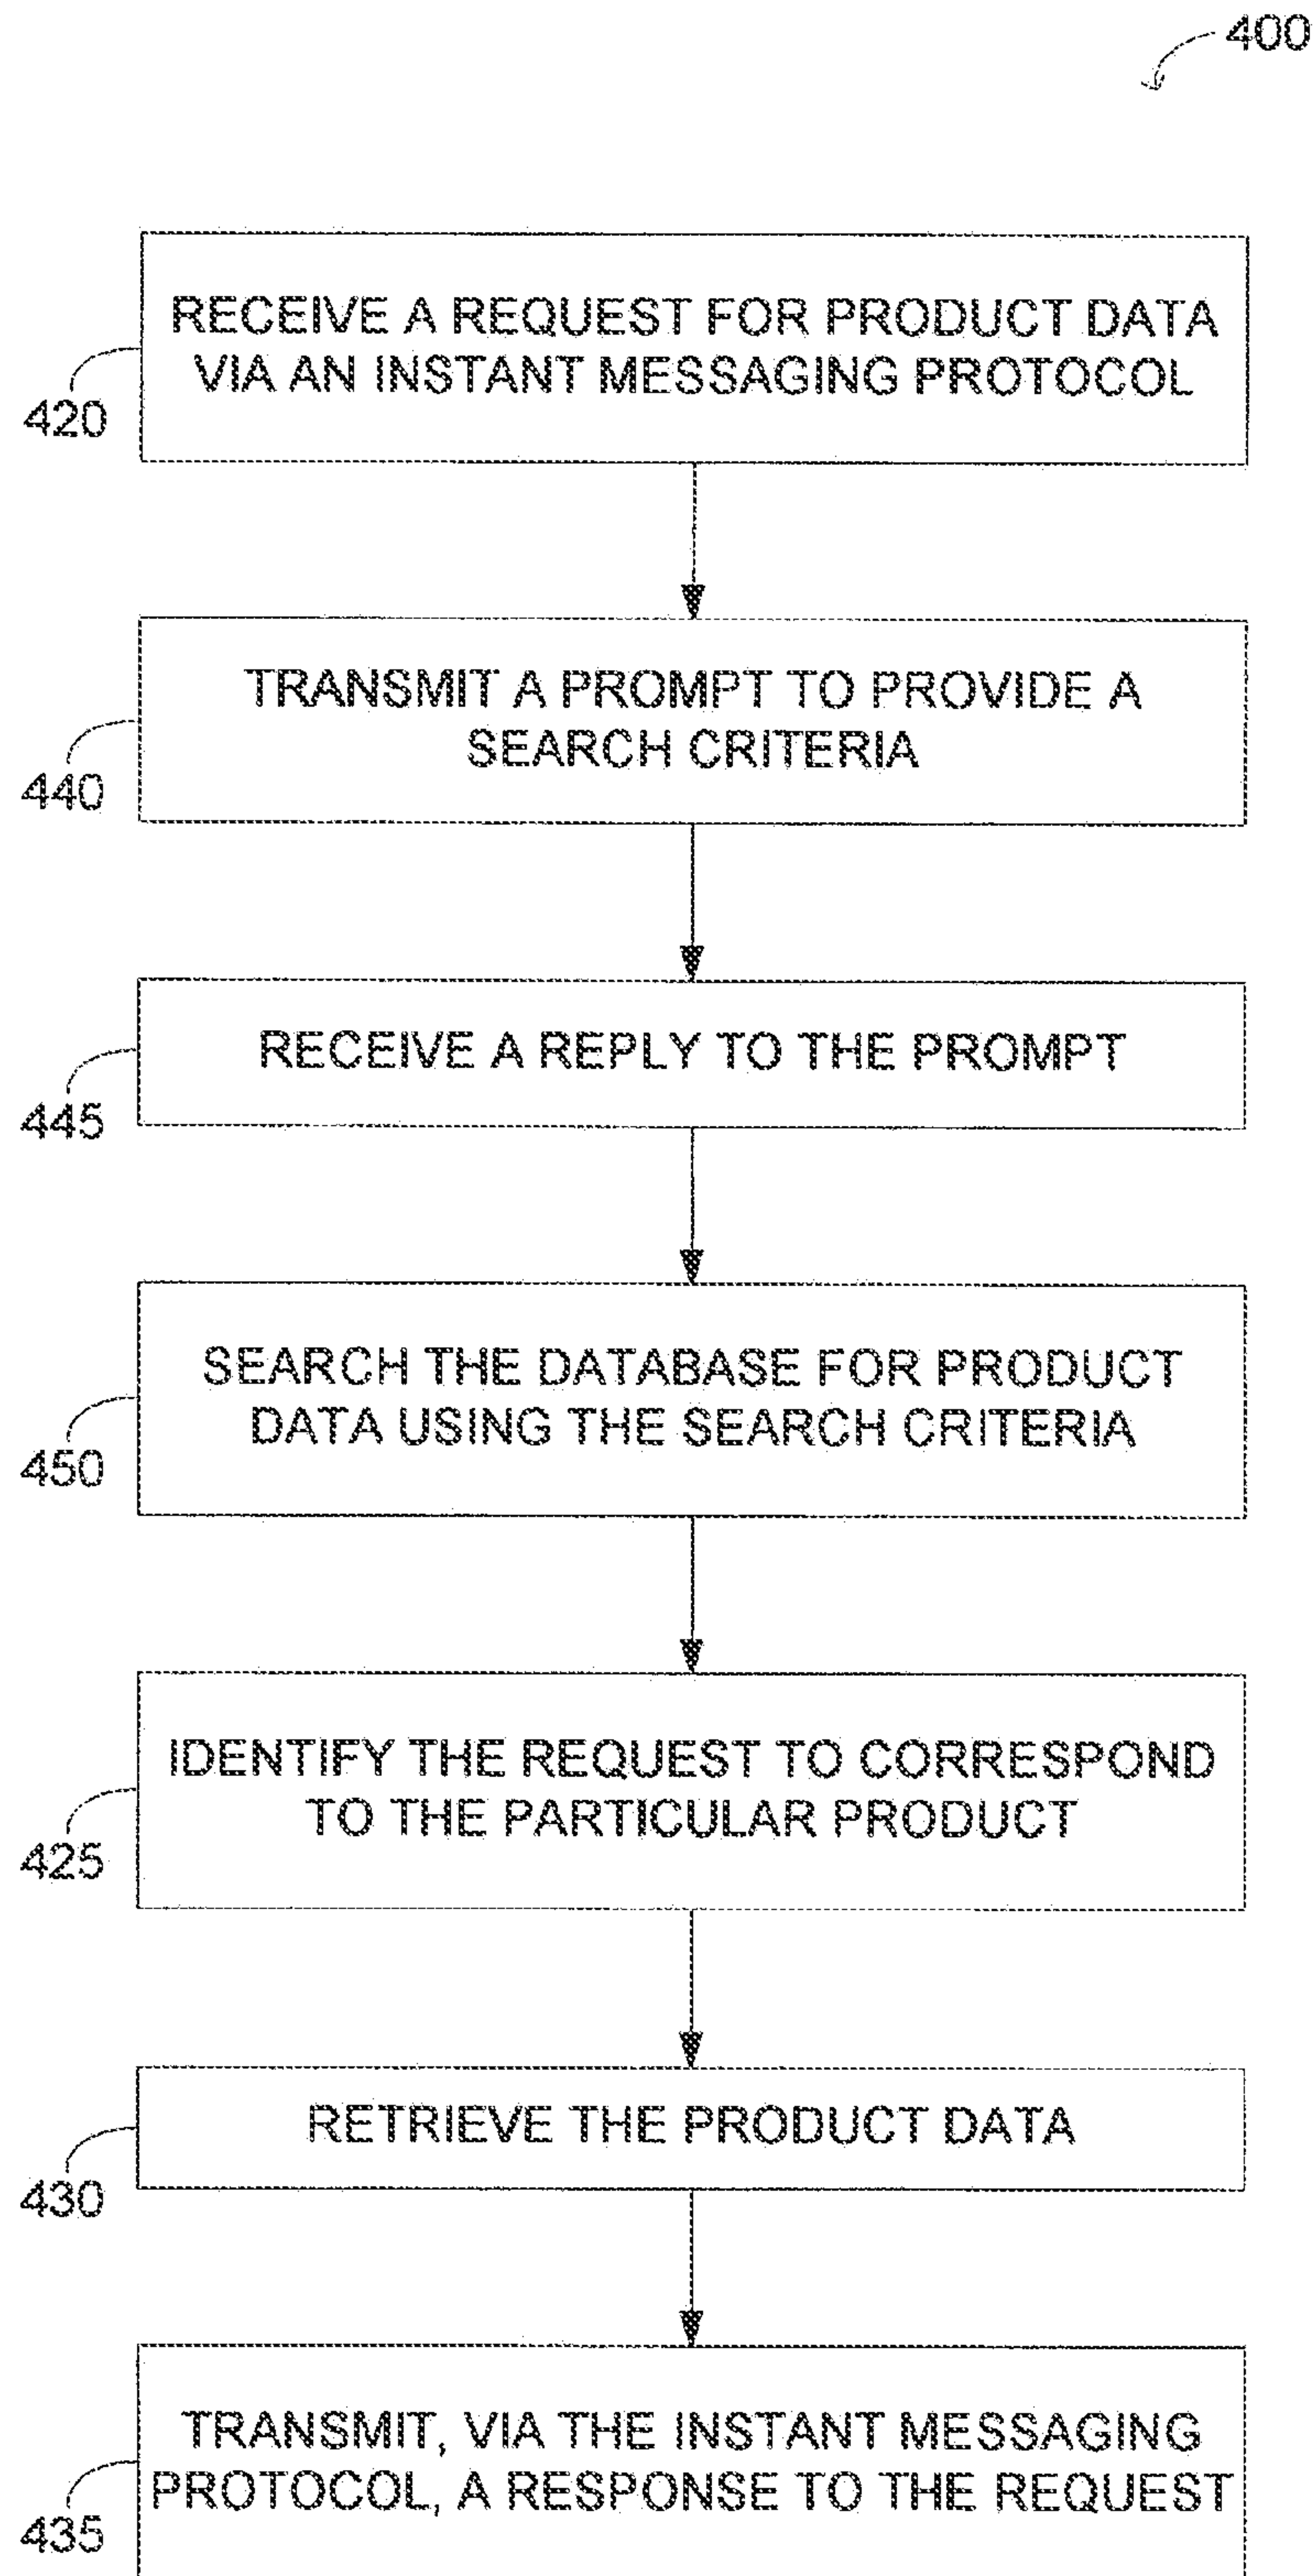 400
RECEIVE A REQUEST FOR PRODUCT DATA
VIA AN INSTANT MESSAGING PROTOCOL
420
TRANSMIT A PROMPT TO PROVIDE A
SEARCH CRITERIA
440
RECEIVE A REPLY TO THE PROMPT
445
SEARCH THE DATABASE FOR PRODUCT
DATA USING THE SEARCH CRITERIA
450
IDENTIFY THE REQUEST TO CORRESPOND
TO THE PARTICULAR PRODUCT
425
RETRIEVE THE PRODUCT DATA
430
TRANSMIT, VIA THE INSTANT MESSAGING
PROTOCOL, A RESPONSE TO THE REQUEST
435